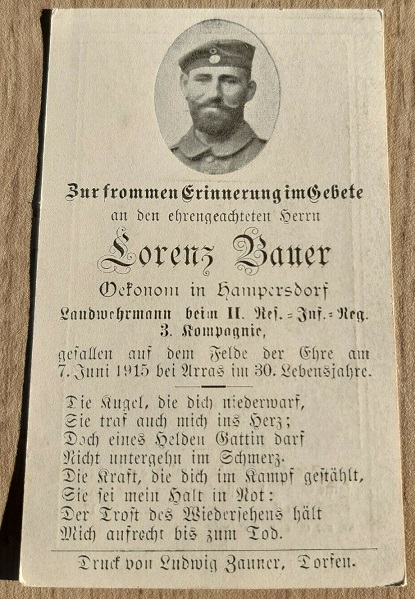 Zur frommen Erinnerung im Gebete
an den ehrengeachteten Herrn
Lorenz Bauer
Oekonom in Hampersdorf
Landwehrmann beim II. Res.=Inf.=Reg.
3. Kompagnie,
gefallen auf dem Felde der Ehre am
7. Juni 1915 bei Arras im 30. Lebensjahre.
Die Kugel, die dich niederwarf,
Sie traf auch mich ins Herz;
Doch eines Helden Gattin darf
Nicht untergehn im Schmerz.
Die Kraft, die dich im Kampf gestählt,
Sie sei mein Halt in Not:
Der Trost des Wiedersehens hält
Mich aufrecht bis zum Tod.
Druck von Ludwig Zauner, Dorfen.